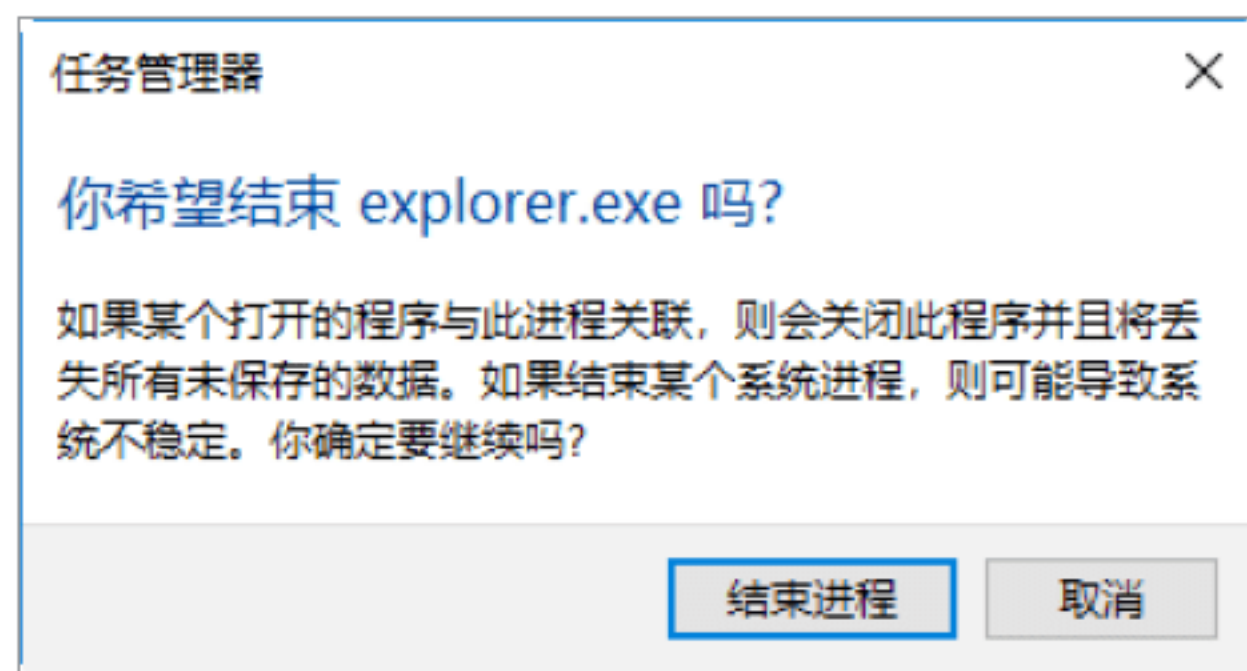 任务管理器
你希望结束 explorer.exe 吗?
如果某个打开的程序与此进程关联，则会关闭此程序并且将丢
失所有未保存的数据。如果结束某个系统进程，则可能导致系
统不稳定。你确定要继续吗?
结束进程 取消